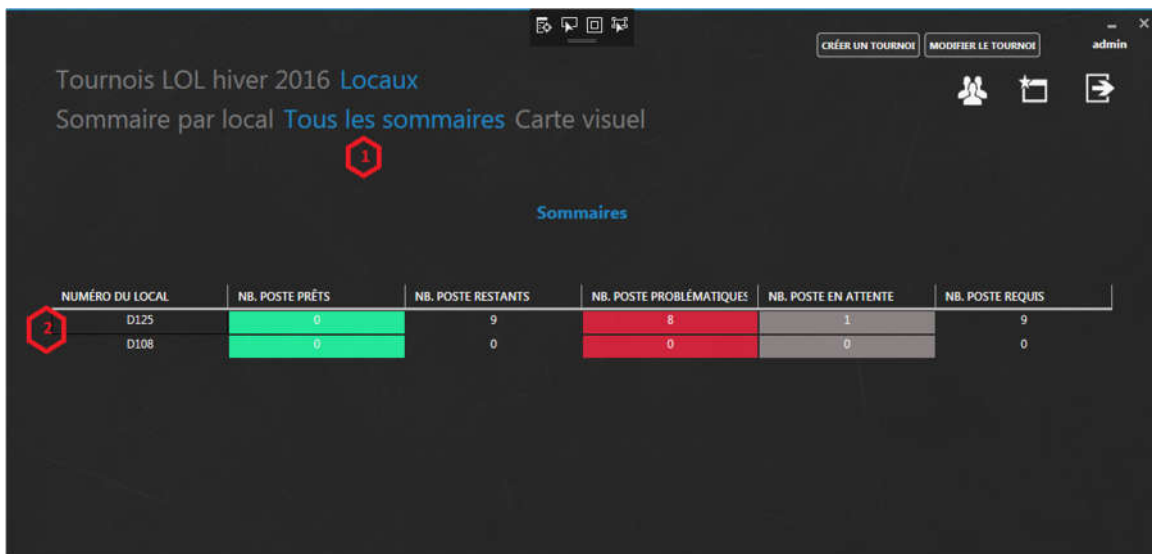 CRÉER UN TOURNOI MODIFIER LE TOURNOI admin
Tournois LOL hiver 2016 Locaux
Sommaire par local Tous les sommaires Carte visuel
1
Sommaires
NUMÉRO DU LOCAL NB. POSTE PRÊTS NB. POSTE RESTANTS NB. POSTE PROBLÉMATIQUES NB. POSTE EN ATTENTE NB. POSTE REQUIS
2
D125 0 9 8 1 9
D108 0 0 0 0 0